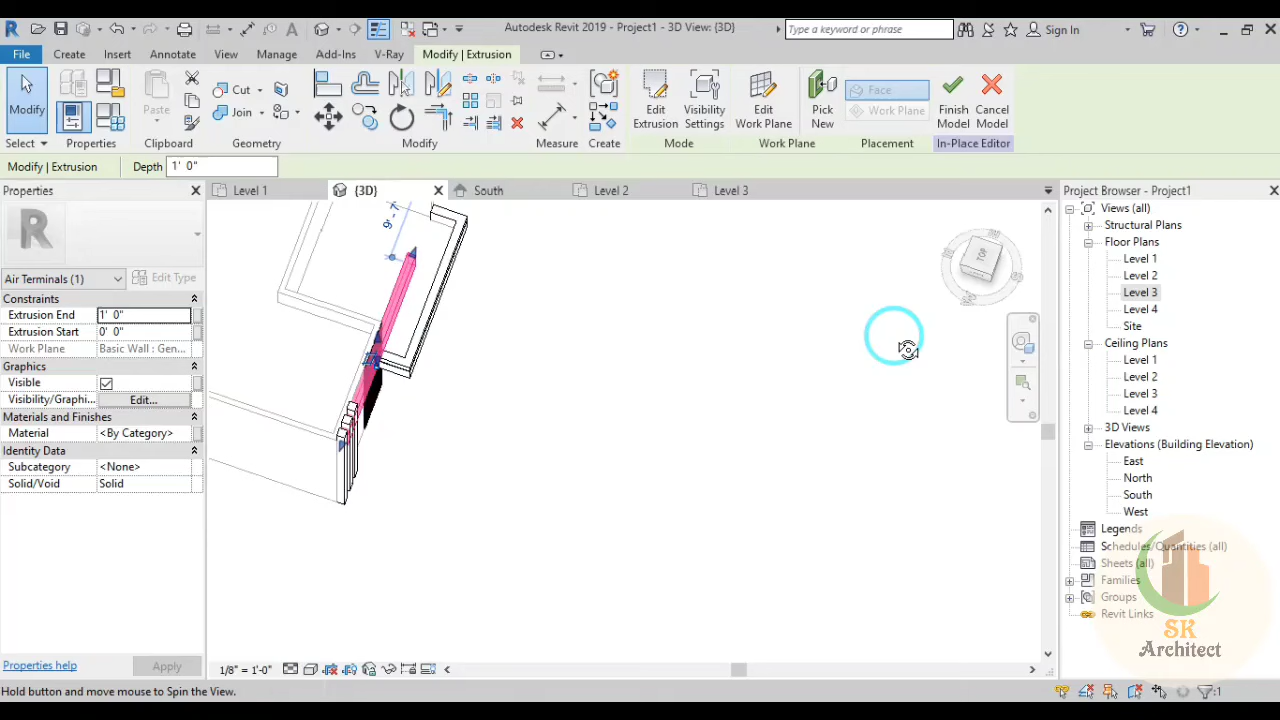 Autodesk Revit 2019 - Project1 - 3D View: {3D}
Type a keyword or phrase
Sign In
File Create Insert Annotate View Manage Add-Ins V-Ray Modify | Extrusion
Modify
Paste
Cut
Join
Edit Extrusion
Visibility Settings
Edit Work Plane
Pick New
Face
Work Plane
Finish Model
Cancel Model
Select Properties Clipboard Geometry Modify Measure Create Mode Work Plane Placement In-Place Editor
Modify | Extrusion Depth 1' 0"
Properties
Level 1 {3D} South Level 2 Level 3
Project Browser - Project1
R
Air Terminals (1) Edit Type
Constraints
Extrusion End 1' 0"
Extrusion Start 0' 0"
Work Plane Basic Wall : Gen...
Graphics
Visible
Visibility/Graphi... Edit...
Materials and Finishes
Material <By Category>
Identity Data
Subcategory <None>
Solid/Void Solid
Properties help Apply
9' - 7"
TOP
Views (all)
Structural Plans
Floor Plans
Level 1
Level 2
Level 3
Level 4
Site
Ceiling Plans
Level 1
Level 2
Level 3
Level 4
3D Views
Elevations (Building Elevation)
East
North
South
West
Legends
Schedules/Quantities (all)
Sheets (all)
Families
Groups
Revit Links
SK
Architect
1/8" = 1'-0"
Hold button and move mouse to Spin the View.
:1